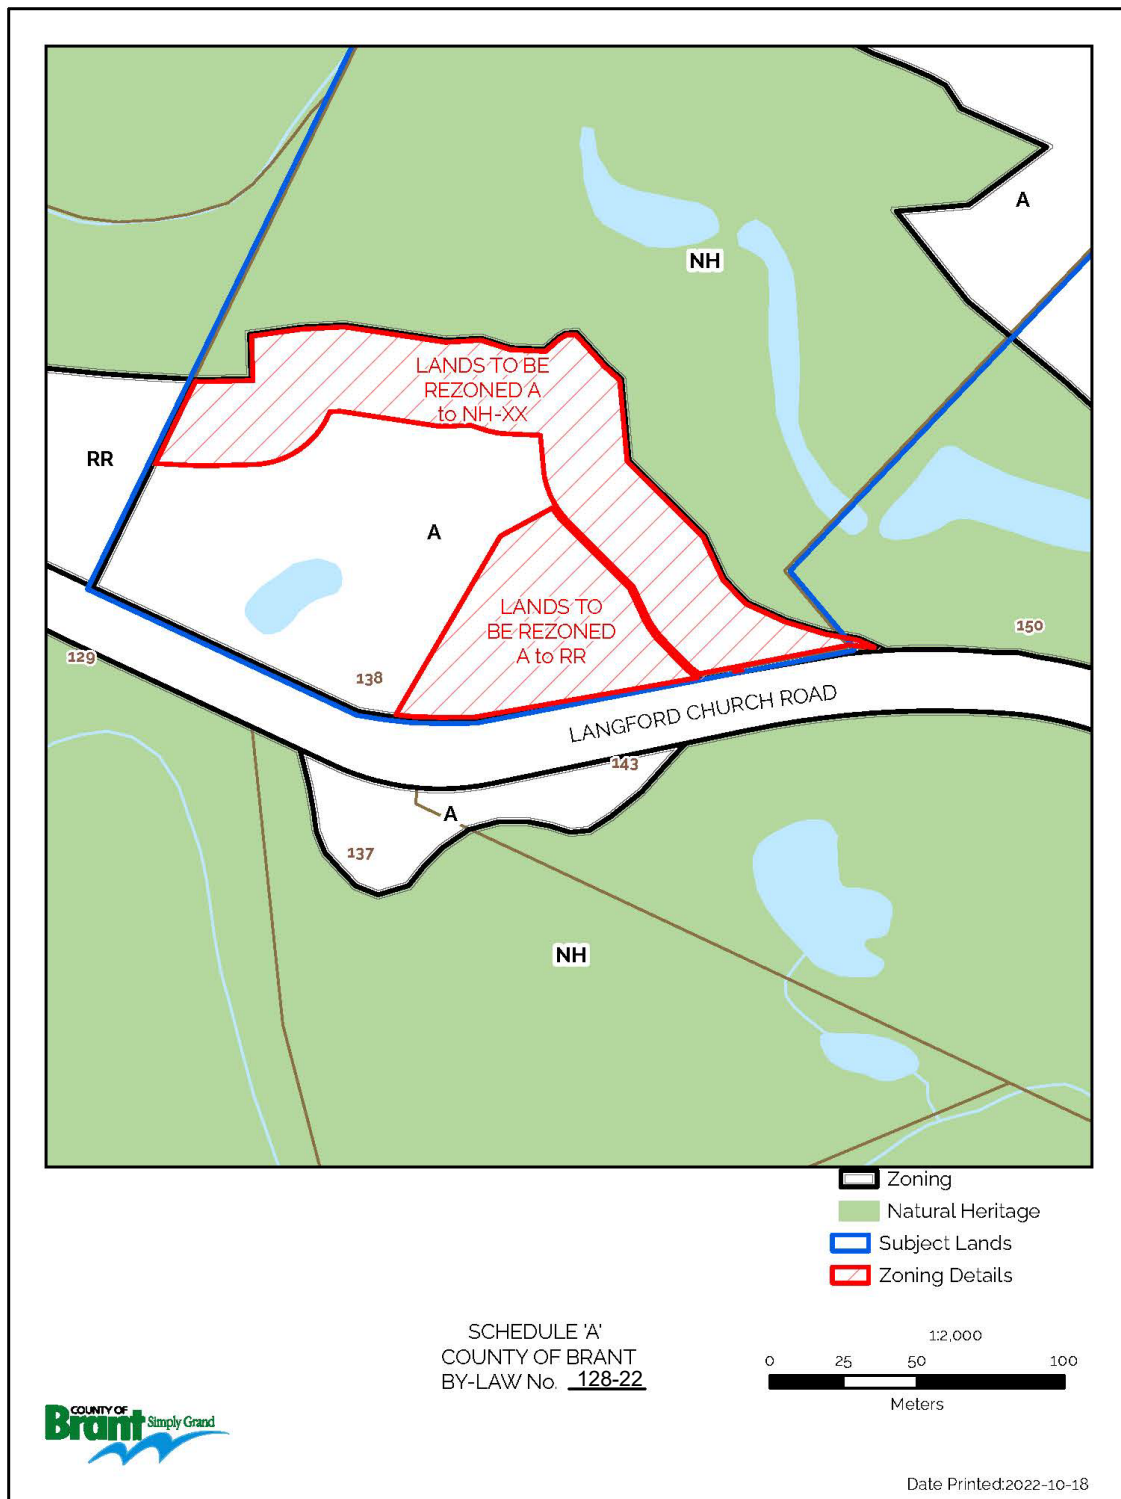 A
NH
LANDS TO BE
REZONED A
to NH-XX
RR
A
LANDS TO
BE REZONED
A to RR
150
129
138
LANGFORD CHURCH ROAD
143
A
137
NH
Zoning
Natural Heritage
Subject Lands
Zoning Details
SCHEDULE 'A'
COUNTY OF BRANT
BY-LAW No. 128-22
1:2,000
0 25 50 100
Meters
COUNTY OF
Brant Simply Grand
Date Printed:2022-10-18